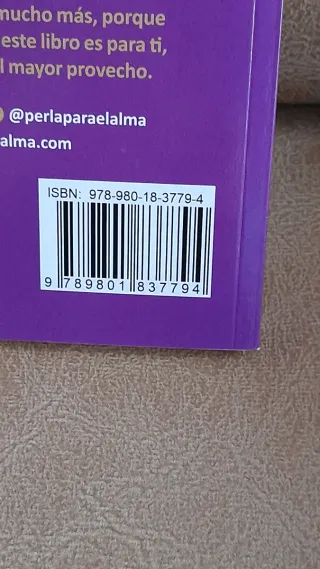 mucho más, porque
este libro es para ti,
l mayor provecho.
@perlaparaelalma
alma.com
ISBN: 978-980-18-3779-4
9 789801 837794